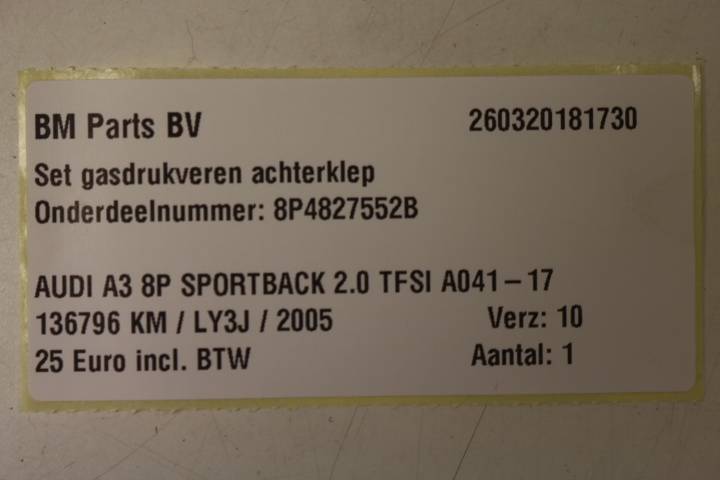 BM Parts BV 260320181730
Set gasdrukveren achterklep
Onderdeelnummer: 8P4827552B
AUDI A3 8P SPORTBACK 2.0 TFSI A041-17
136796 KM / LY3J / 2005 Verz: 10
25 Euro incl. BTW Aantal: 1